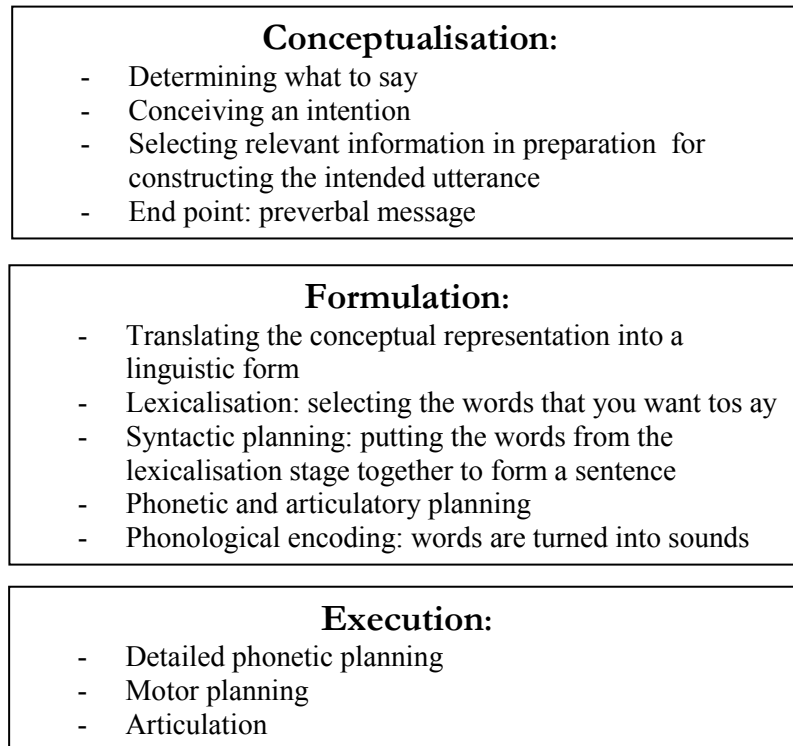 Conceptualisation:
- Determining what to say
- Conceiving an intention
- Selecting relevant information in preparation for
constructing the intended utterance
- End point: preverbal message
Formulation:
- Translating the conceptual representation into a
linguistic form
- Lexicalisation: selecting the words that you want tos ay
- Syntactic planning: putting the words from the
lexicalisation stage together to form a sentence
- Phonetic and articulatory planning
- Phonological encoding: words are turned into sounds
Execution:
- Detailed phonetic planning
- Motor planning
- Articulation